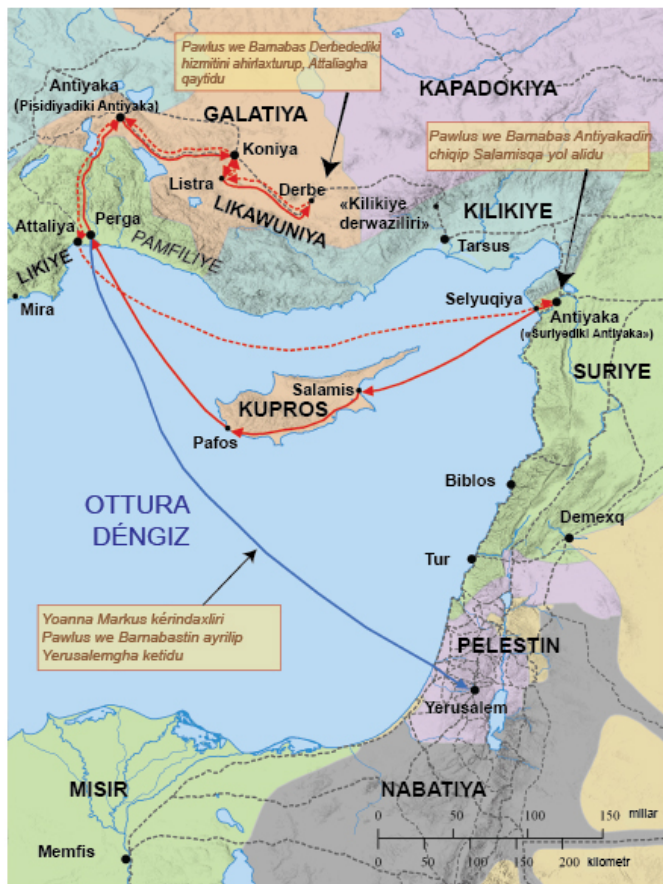 Pawlus we Barnabas Derbedediki
hizmitini ahirlaxturup, Attaliyagha
qaytidu
Antiyaka
(Pisidiyadiki Antiyaka)
GALATIYA
KAPADOKIYA
Pawlus we Barnabas Antiyakadin
chiqip Salamisqa yol alidu
Koniya
Listra
Derbe
LIKAWUNIYA
«Kilikiye
derwaziliri»
KILIKIYE
Tarsus
Attaliya
Perga
PAMFILIYE
LIKIYE
Mira
Selyuqiya
Antiyaka
(«Suriyediki Antiyaka»)
SURIYE
Salamis
KUPROS
Pafos
Biblos
OTTURA
DÉNGIZ
Demexq
Tur
Yoanna Markus kérindaxliri
Pawlus we Barnabastin ayrilip
Yerusalemgha ketidu
PELESTIN
Yerusalem
MISIR
NABATIYA
Memfis
0 50 100 150 millar
0 50 100 150 200 kilometr